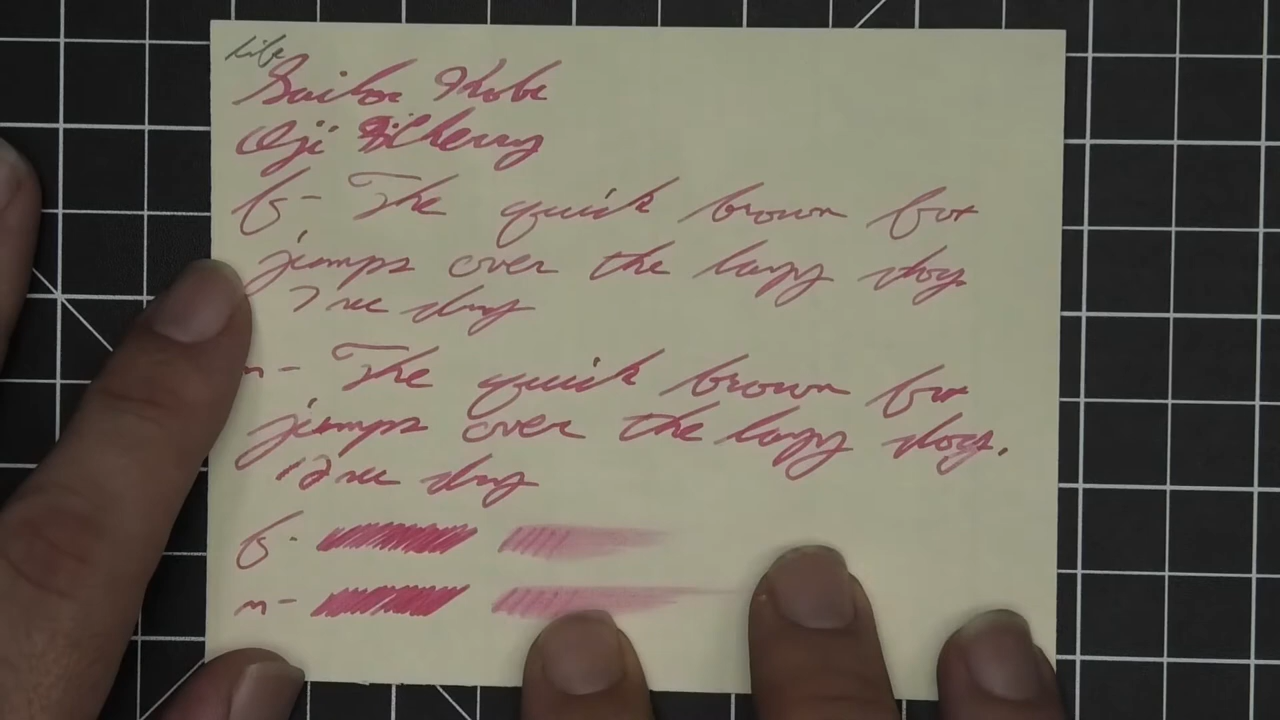 Life
Sailor Kobe
Oji Cherry
f- The quick brown fox
jumps over the lazy dog.
7 sec dry
m- The quick brown fox
jumps over the lazy dog.
12 sec dry
f-
m-